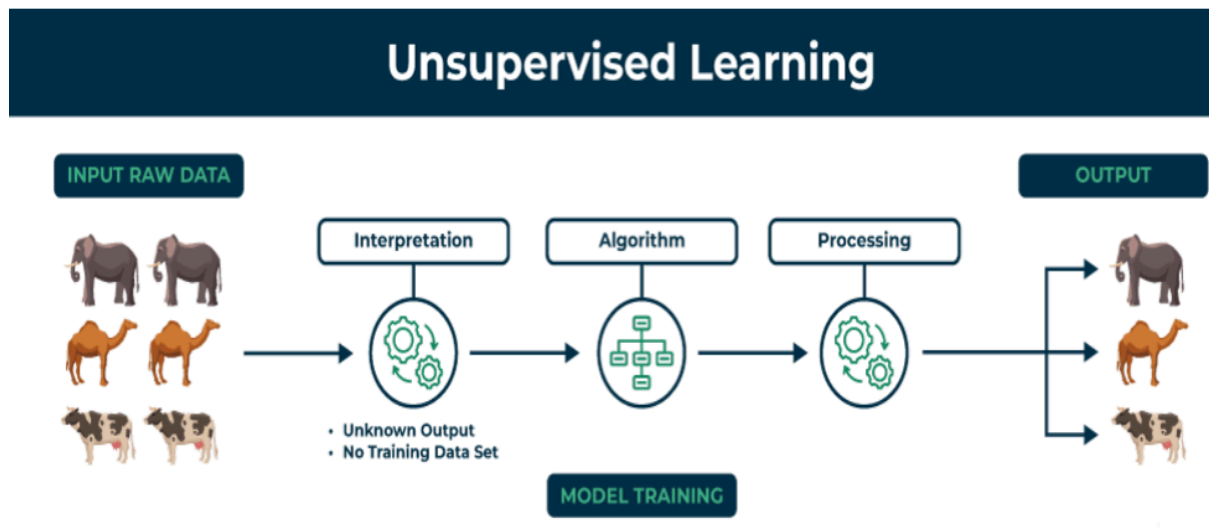 Unsupervised Learning
INPUT RAW DATA
OUTPUT
Interpretation
Algorithm
Processing
• Unknown Output
• No Training Data Set
MODEL TRAINING